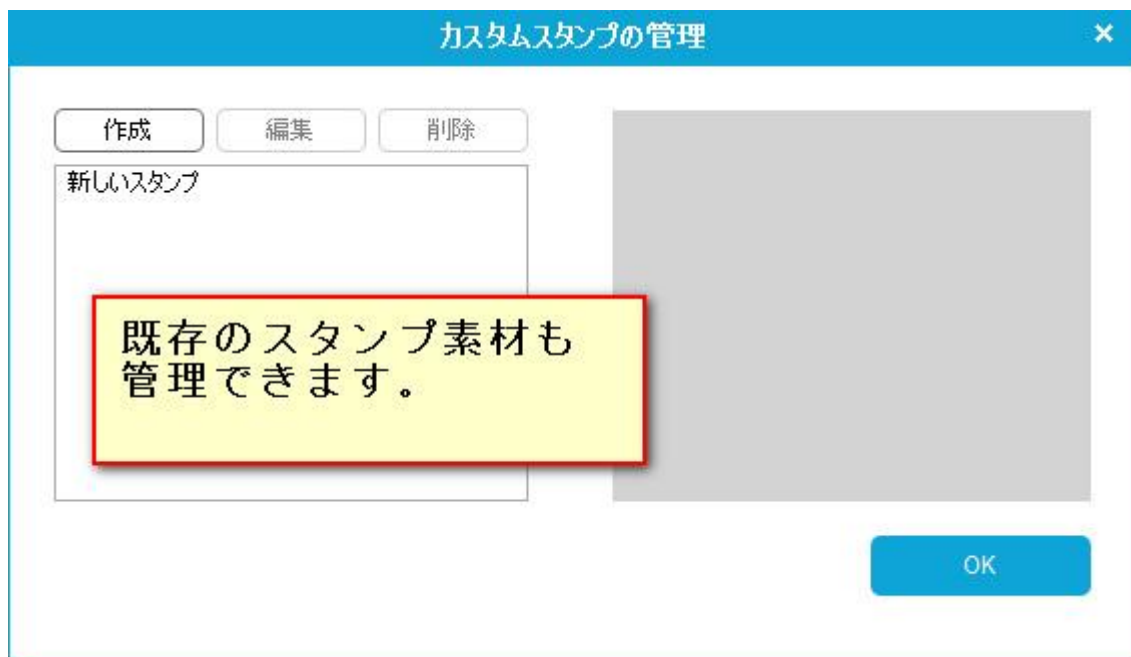 カスタムスタンプの管理
×
作成 編集 削除
新しいスタンプ
既存のスタンプ素材も
管理できます。
OK